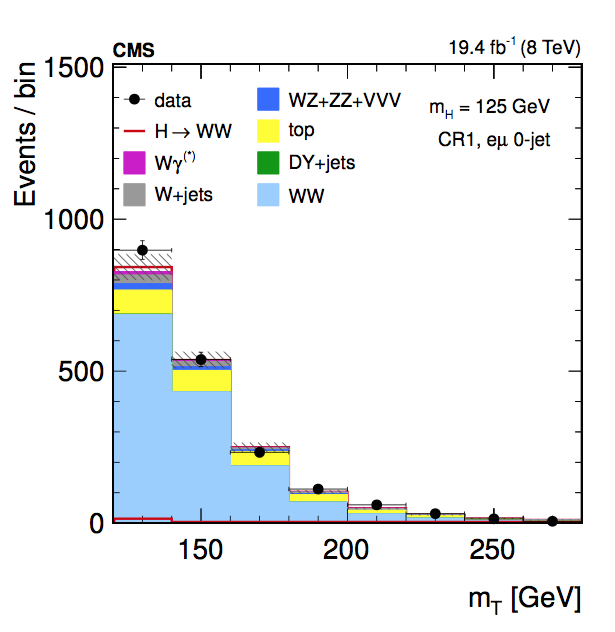 CMS 19.4 fb⁻¹ (8 TeV)
Events / bin
1500
1000
500
0
data
H → WW
Wγ⁽*⁾
W+jets
WZ+ZZ+VVV
top
DY+jets
WW
m_H = 125 GeV
CR1, eμ 0-jet
150 200 250
m_T [GeV]